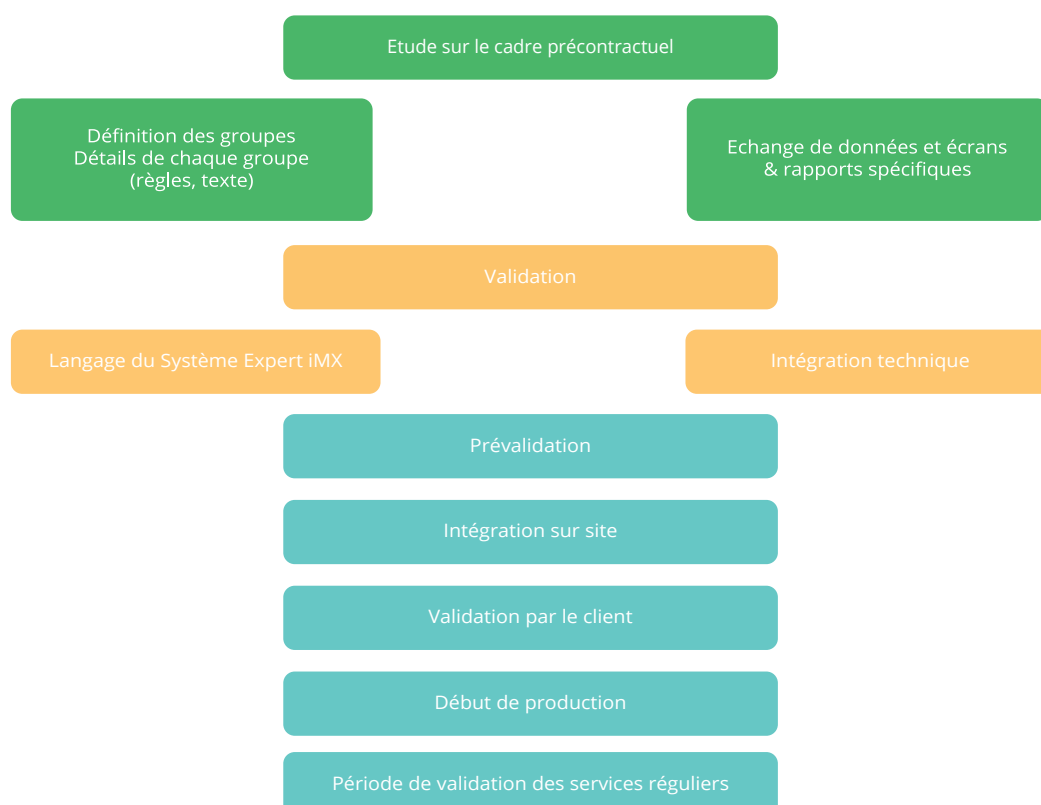 Etude sur le cadre précontractuel
Définition des groupes
Détails de chaque groupe
(règles, texte)
Echange de données et écrans
& rapports spécifiques
Validation
Langage du Système Expert iMX
Intégration technique
Prévalidation
Intégration sur site
Validation par le client
Début de production
Période de validation des services réguliers